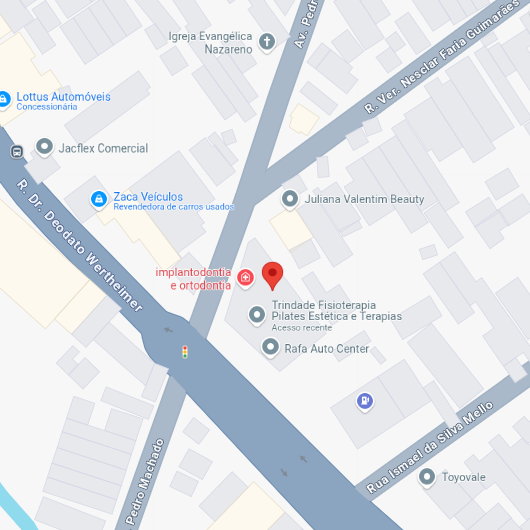 Igreja Evangélica
Nazareno
Av. Pedr
R. Ver. Nesclar Faria Guimarães
Lottus Automóveis
Concessionária
Jacflex Comercial
Zaca Veículos
Revendedora de carros usados
Juliana Valentim Beauty
R. Dr. Deodato Wertheimer
implantodontia
e ortodontia
Trindade Fisioterapia
Pilates Estética e Terapias
Acesso recente
Rafa Auto Center
Rua Ismael da Silva Mello
Pedro Machado
Toyovale